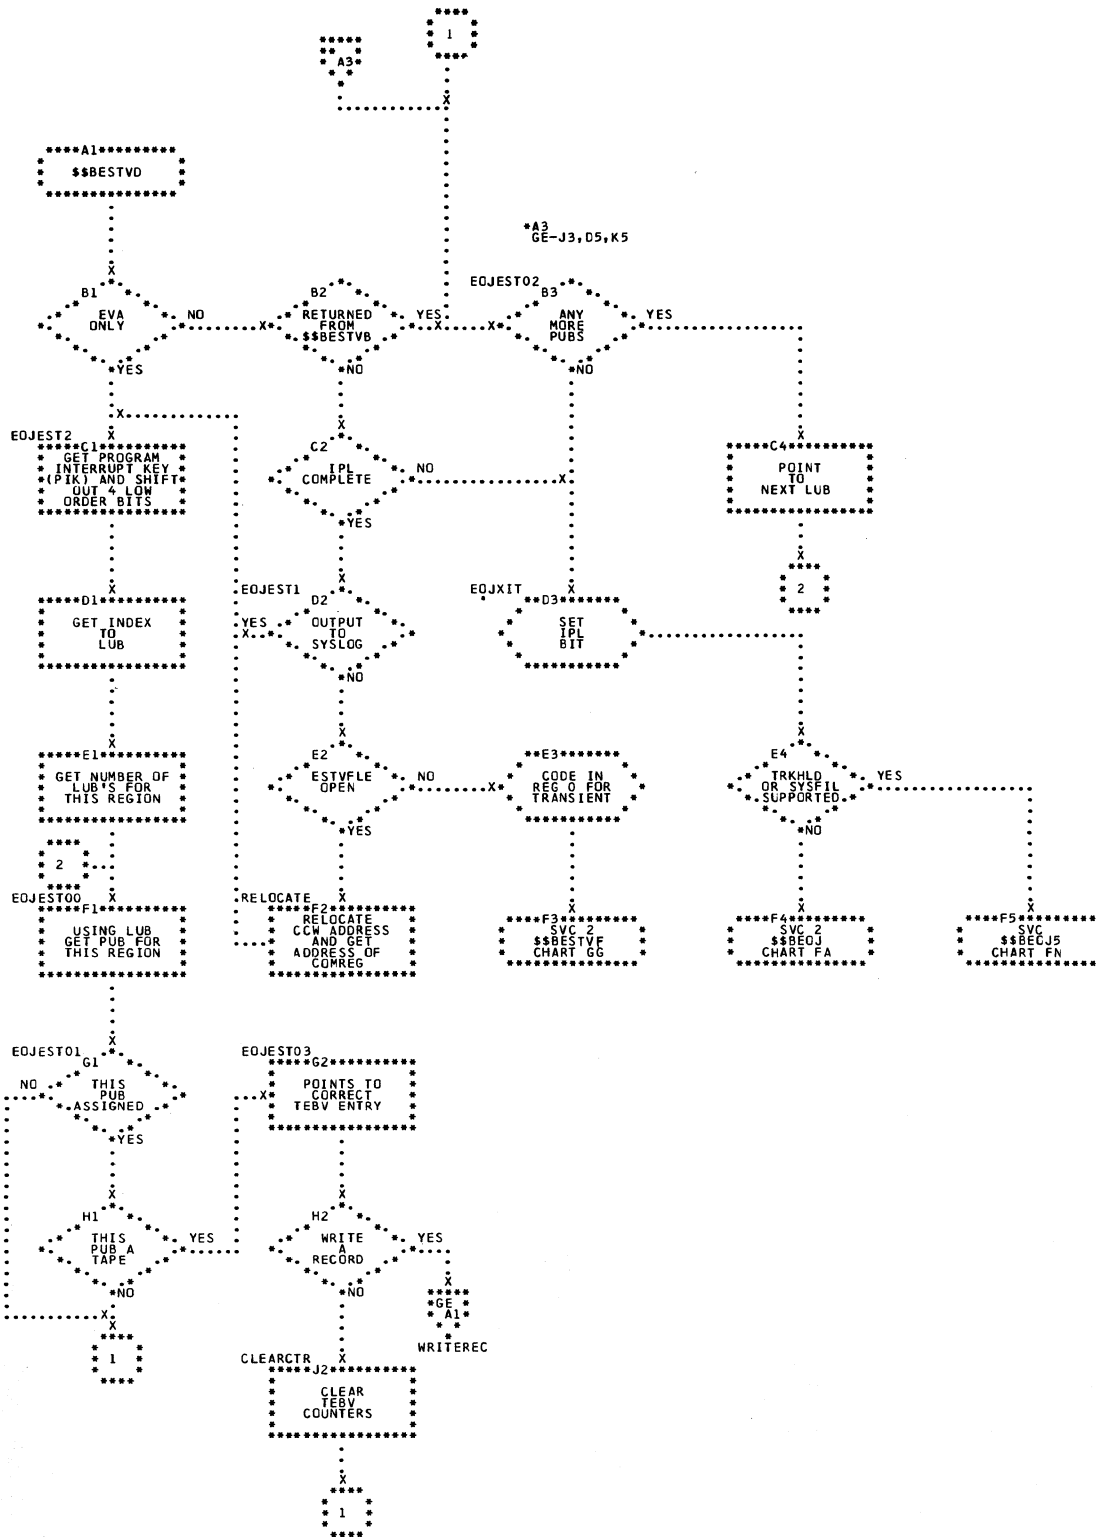 1
A3
A1
$$BESTVD
*A3
GE-J3,D5,K5
B1
EVA
ONLY
NO
YES
B2
RETURNED
FROM
$$BESTVB
YES
NO
EOJEST02
B3
ANY
MORE
PUBS
YES
NO
EOJEST2
C1
GET PROGRAM
INTERRUPT KEY
(PIK) AND SHIFT
OUT 4 LOW
ORDER BITS
C2
IPL
COMPLETE
NO
YES
C4
POINT
TO
NEXT LUB
2
D1
GET INDEX
TO
LUB
EOJEST1
D2
OUTPUT
TO
SYSLOG
YES
NO
EOJXIT
D3
SET
IPL
BIT
E1
GET NUMBER OF
LUB'S FOR
THIS REGION
E2
ESTVFLE
OPEN
NO
YES
E3
CODE IN
REG 0 FOR
TRANSIENT
E4
TRKHLD
OR SYSFIL
SUPPORTED
YES
NO
2
EOJEST00
F1
USING LUB
GET PUB FOR
THIS REGION
RELOCATE
F2
RELOCATE
CCW ADDRESS
AND GET
ADDRESS OF
COMREG
F3
SVC 2
$$BESTVF
CHART GG
F4
SVC 2
$$BEOJ
CHART FA
F5
SVC
$$BEOJ5
CHART FN
EOJEST01
G1
THIS
PUB
ASSIGNED
NO
YES
EOJEST03
G2
POINTS TO
CORRECT
TEBV ENTRY
H1
THIS
PUB A
TAPE
YES
NO
H2
WRITE
A
RECORD
YES
NO
GE
A1
WRITEREC
1
CLEARCTR
J2
CLEAR
TEBV
COUNTERS
1